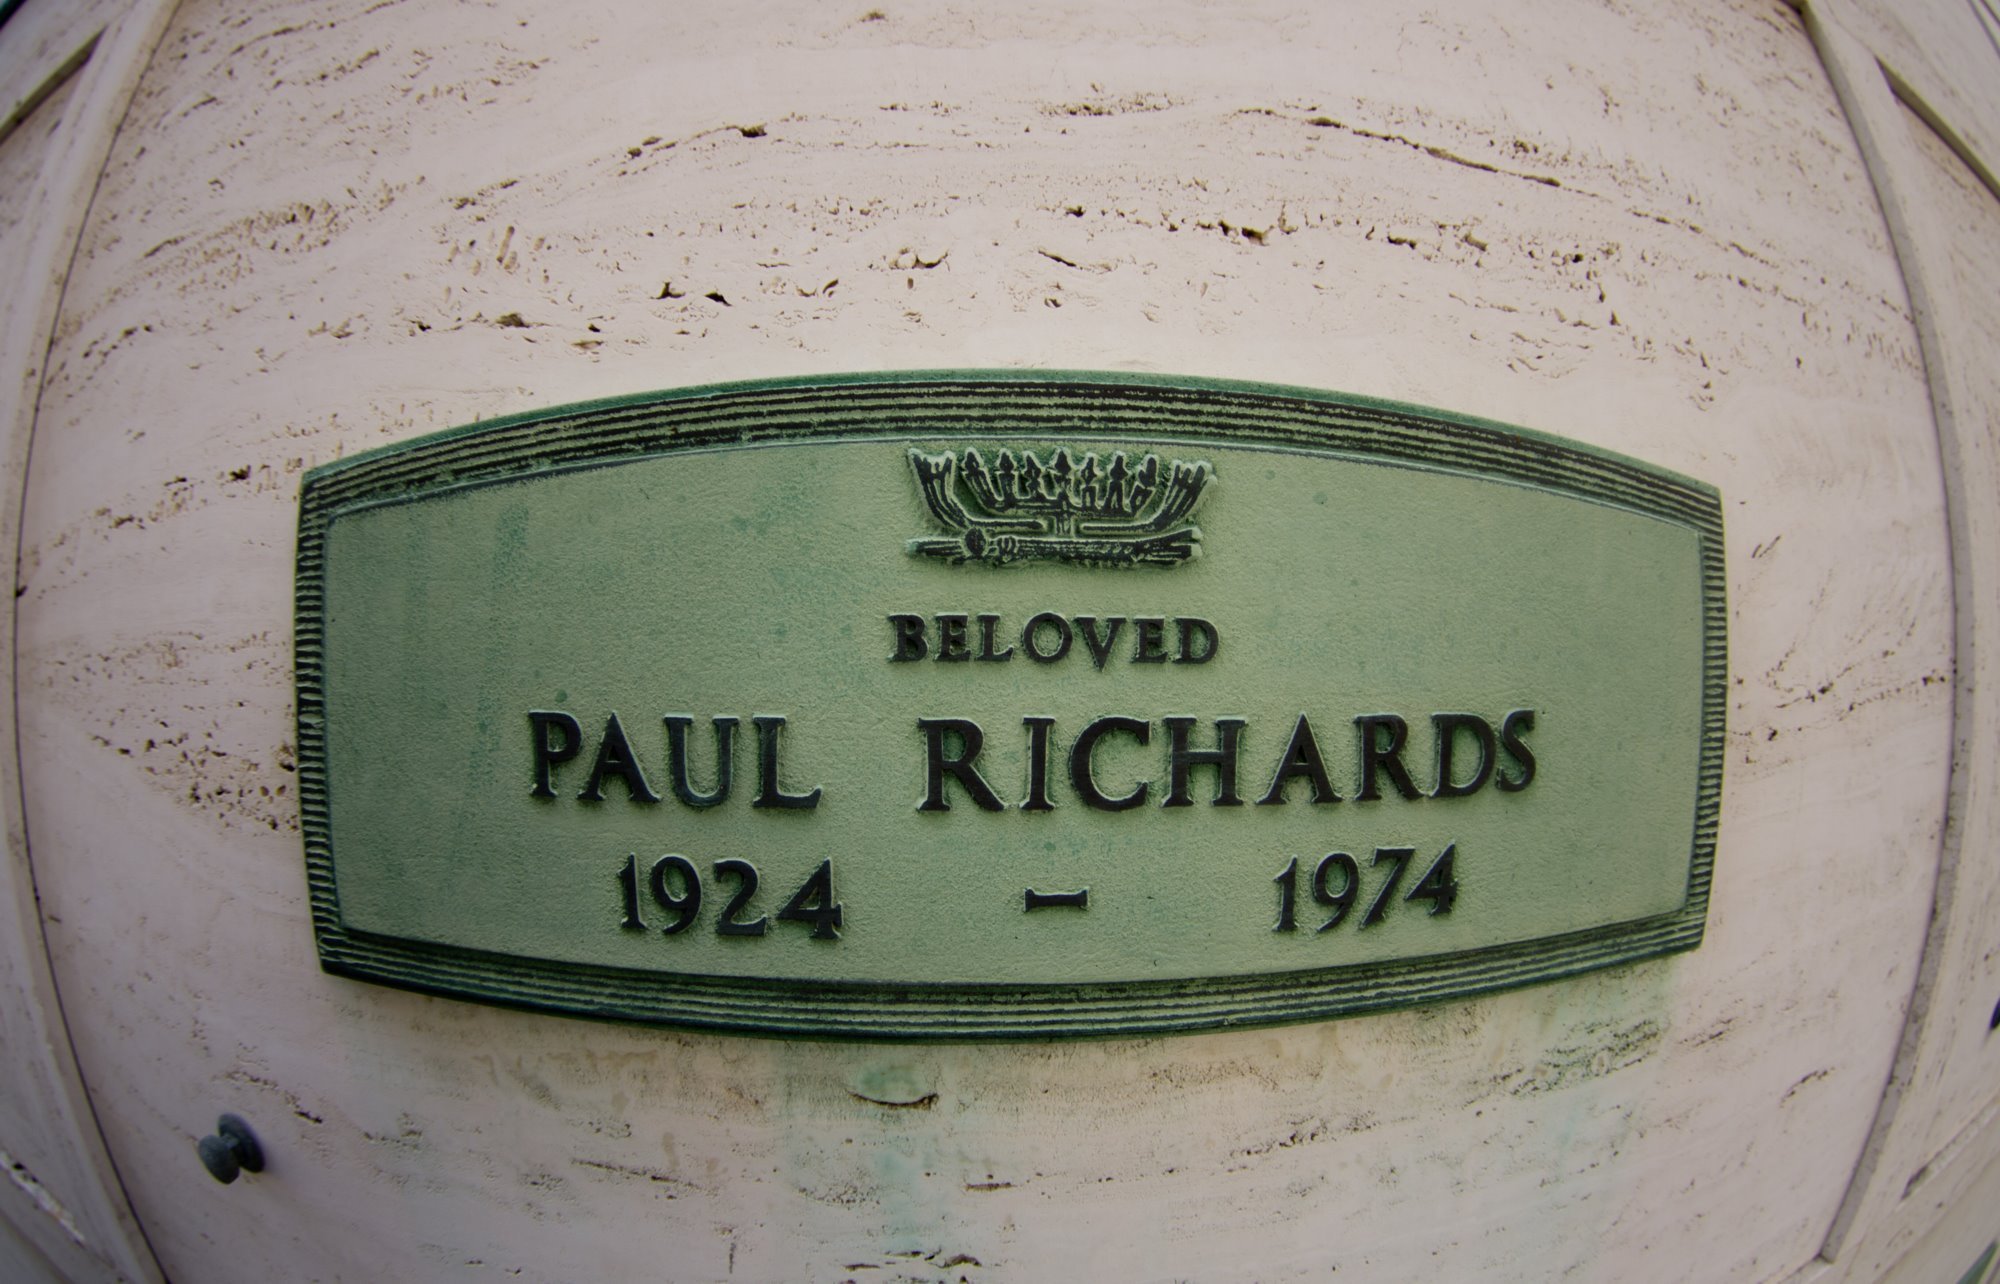 BELOVED
PAUL RICHARDS
1924 - 1974